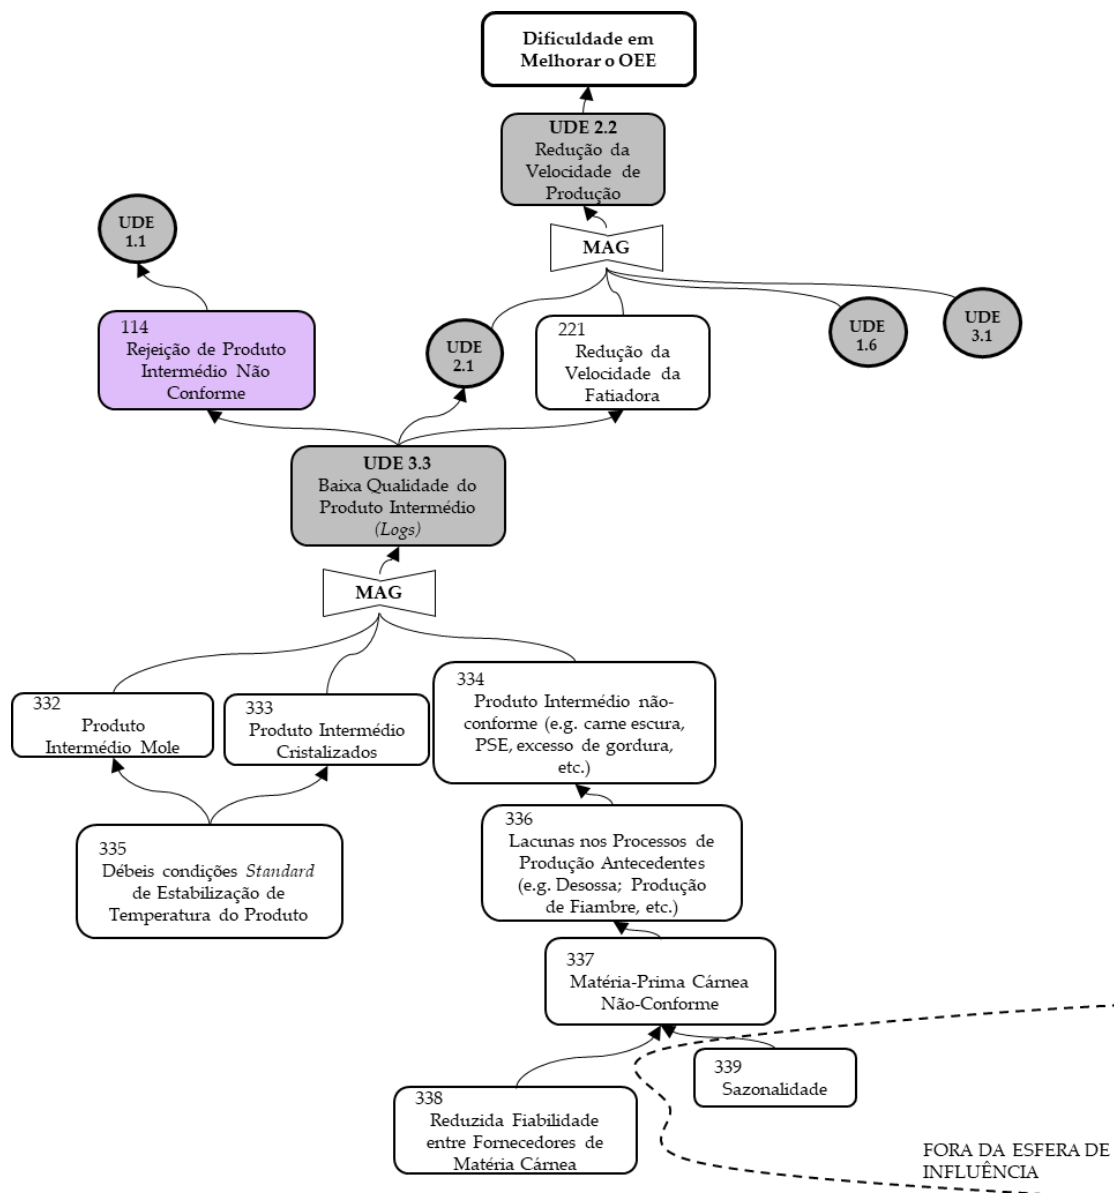 Dificuldade em
Melhorar o OEE
UDE 2.2
Redução da
Velocidade de
Produção
UDE
1.1
MAG
114
Rejeição de Produto
Intermédio Não
Conforme
UDE
2.1
221
Redução da
Velocidade da
Fatiadora
UDE
1.6
UDE
3.1
UDE 3.3
Baixa Qualidade do
Produto Intermédio
(Logs)
MAG
332
Produto
Intermédio Mole
333
Produto Intermédio
Cristalizados
334
Produto Intermédio não-
conforme (e.g. carne escura,
PSE, excesso de gordura,
etc.)
335
Débeis condições Standard
de Estabilização de
Temperatura do Produto
336
Lacunas nos Processos de
Produção Antecedentes
(e.g. Desossa; Produção
de Fiambre, etc.)
337
Matéria-Prima Cárnea
Não-Conforme
338
Reduzida Fiabilidade
entre Fornecedores de
Matéria Cárnea
339
Sazonalidade
FORA DA ESFERA DE
INFLUÊNCIA